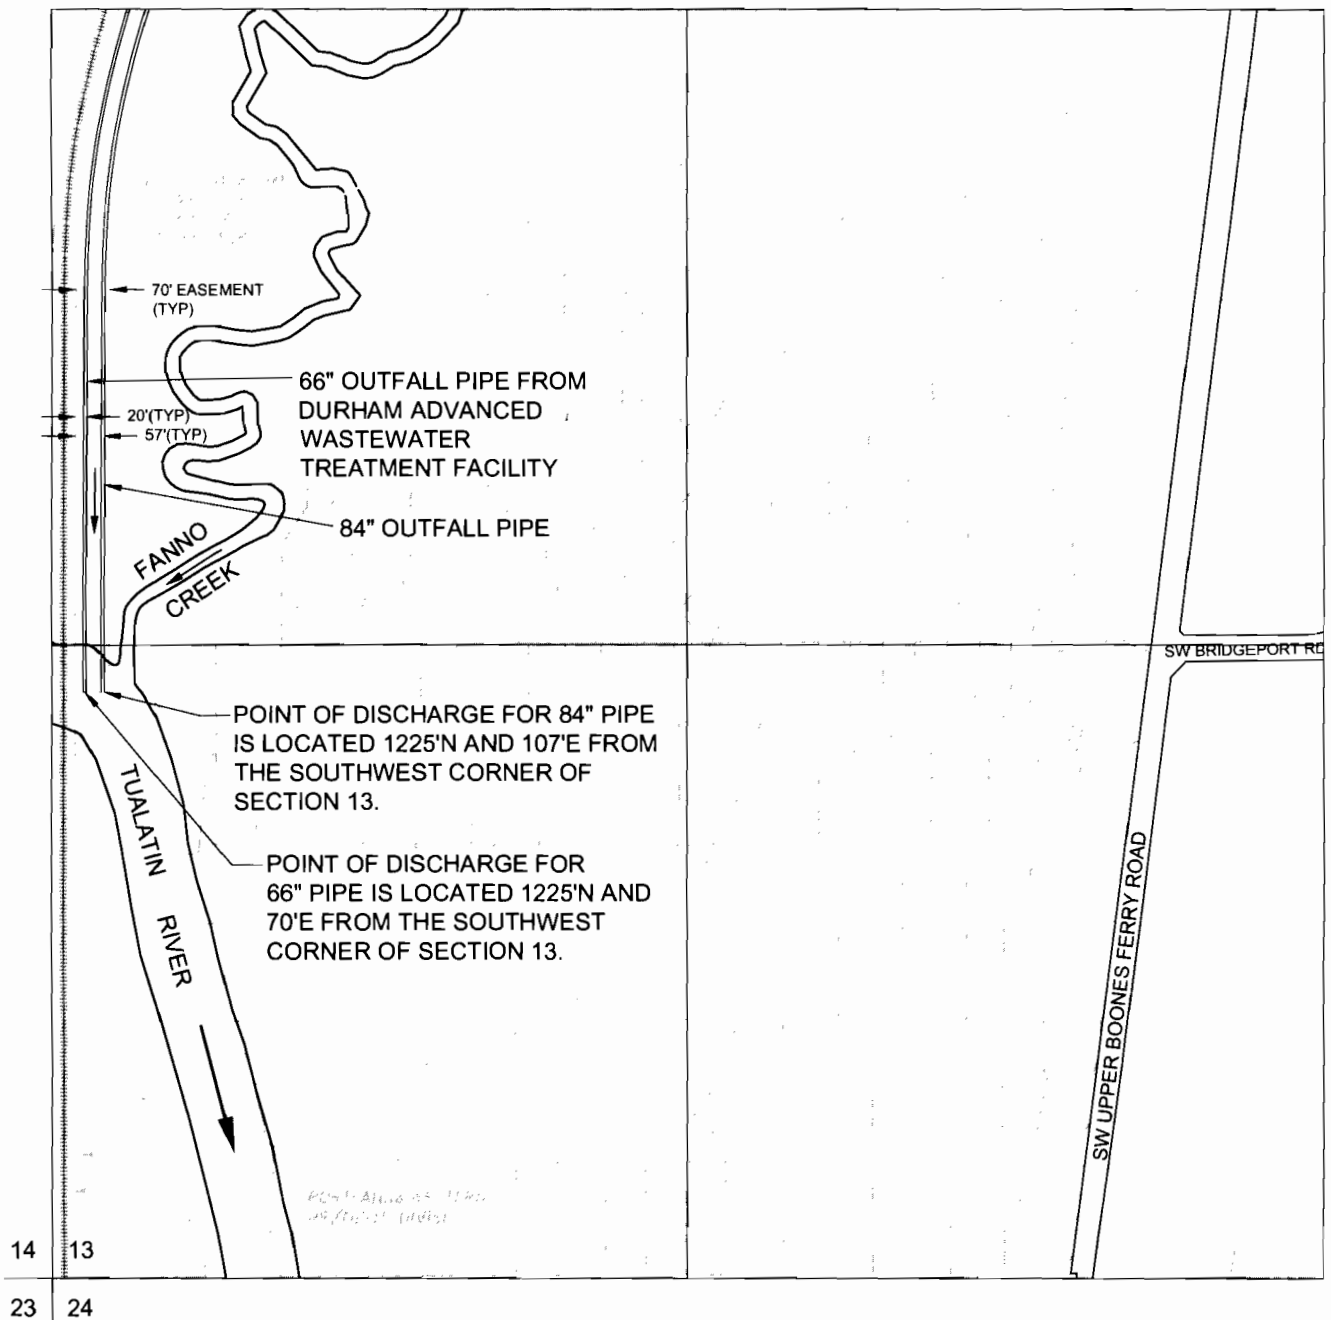 70' EASEMENT
(TYP)
66" OUTFALL PIPE FROM
DURHAM ADVANCED
WASTEWATER
TREATMENT FACILITY
20'(TYP)
57'(TYP)
84" OUTFALL PIPE
FANNO
CREEK
SW BRIDGEPORT RD
POINT OF DISCHARGE FOR 84" PIPE
IS LOCATED 1225'N AND 107'E FROM
THE SOUTHWEST CORNER OF
SECTION 13.
TUALATIN RIVER
POINT OF DISCHARGE FOR
66" PIPE IS LOCATED 1225'N AND
70'E FROM THE SOUTHWEST
CORNER OF SECTION 13.
SW UPPER BOONES FERRY ROAD
14 13
23 24